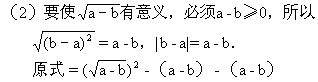 （2）要使√a－b有意义，必须a-b≥0，所以
√(b－a)² = a-b，|b-a|= a-b.
原式＝(√a-b)²－（a-b）－（a-b）